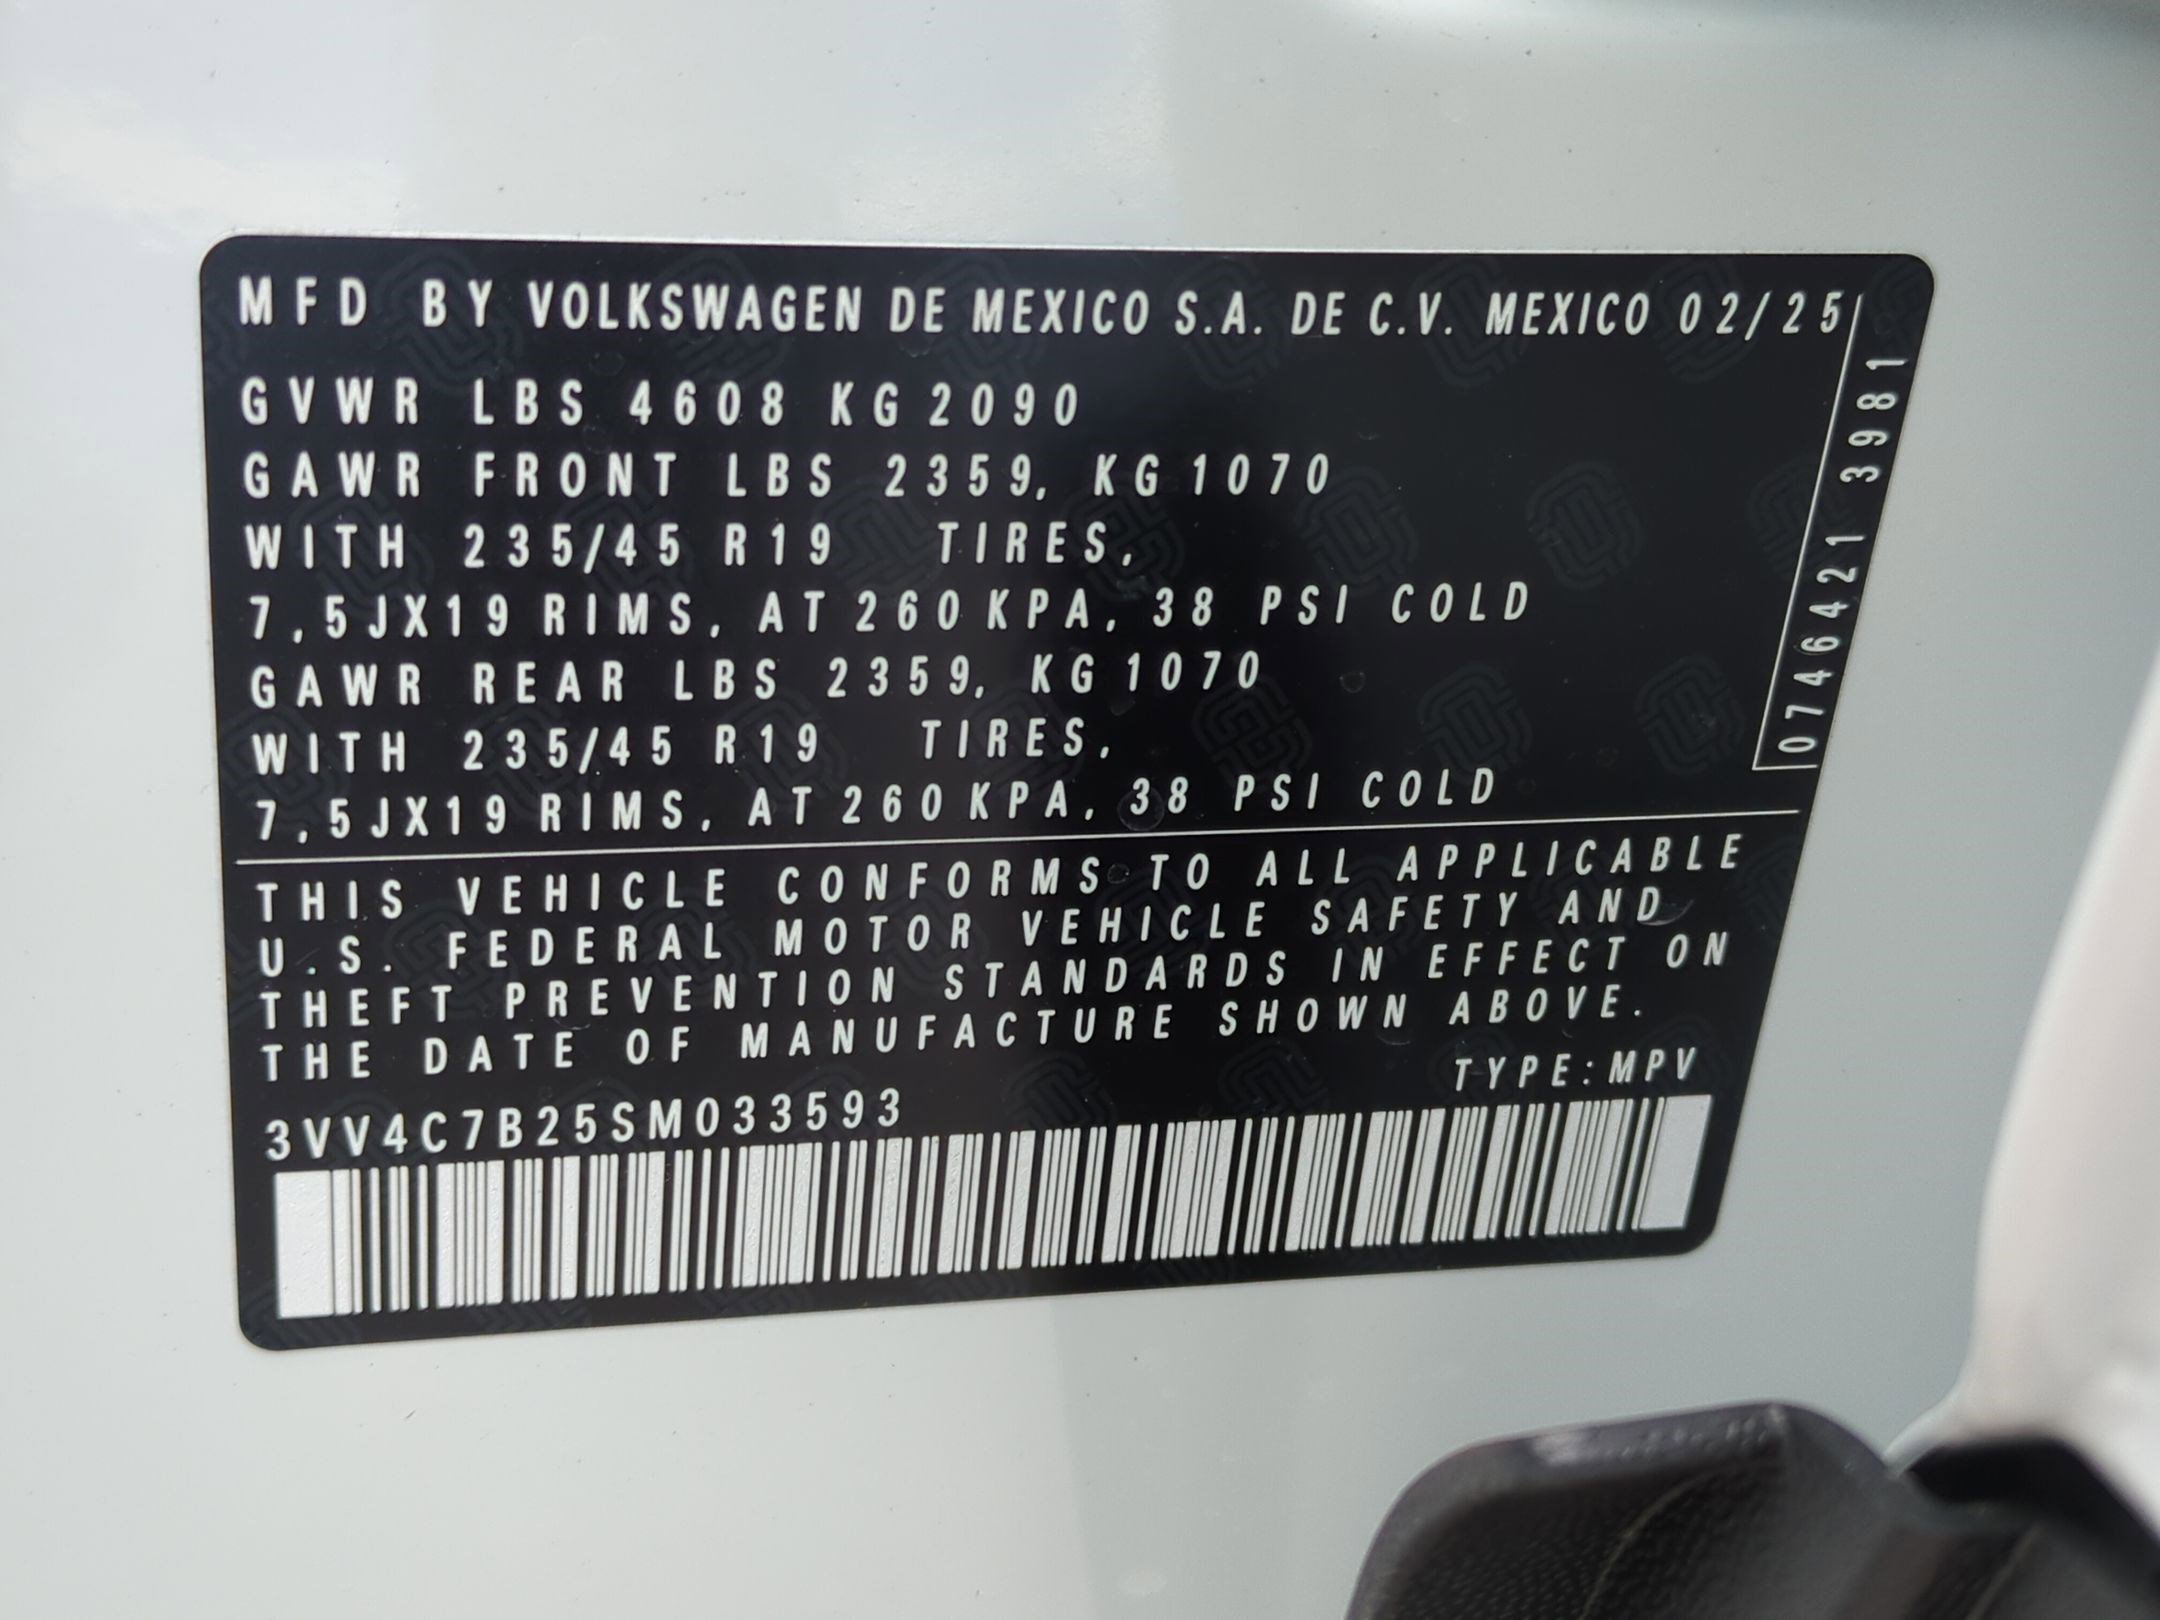 MFD BY VOLKSWAGEN DE MEXICO S.A. DE C.V. MEXICO 02/25
GVWR LBS 4608 KG 2090
GAWR FRONT LBS 2359, KG 1070
WITH 235/45 R19 TIRES,
7,5JX19 RIMS, AT 260 KPA, 38 PSI COLD
GAWR REAR LBS 2359, KG 1070
WITH 235/45 R19 TIRES,
7,5JX19 RIMS, AT 260 KPA, 38 PSI COLD
0746421 3981
THIS VEHICLE CONFORMS TO ALL APPLICABLE
U.S. FEDERAL MOTOR VEHICLE SAFETY AND
THEFT PREVENTION STANDARDS IN EFFECT ON
THE DATE OF MANUFACTURE SHOWN ABOVE.
TYPE:MPV
3VV4C7B25SM033593